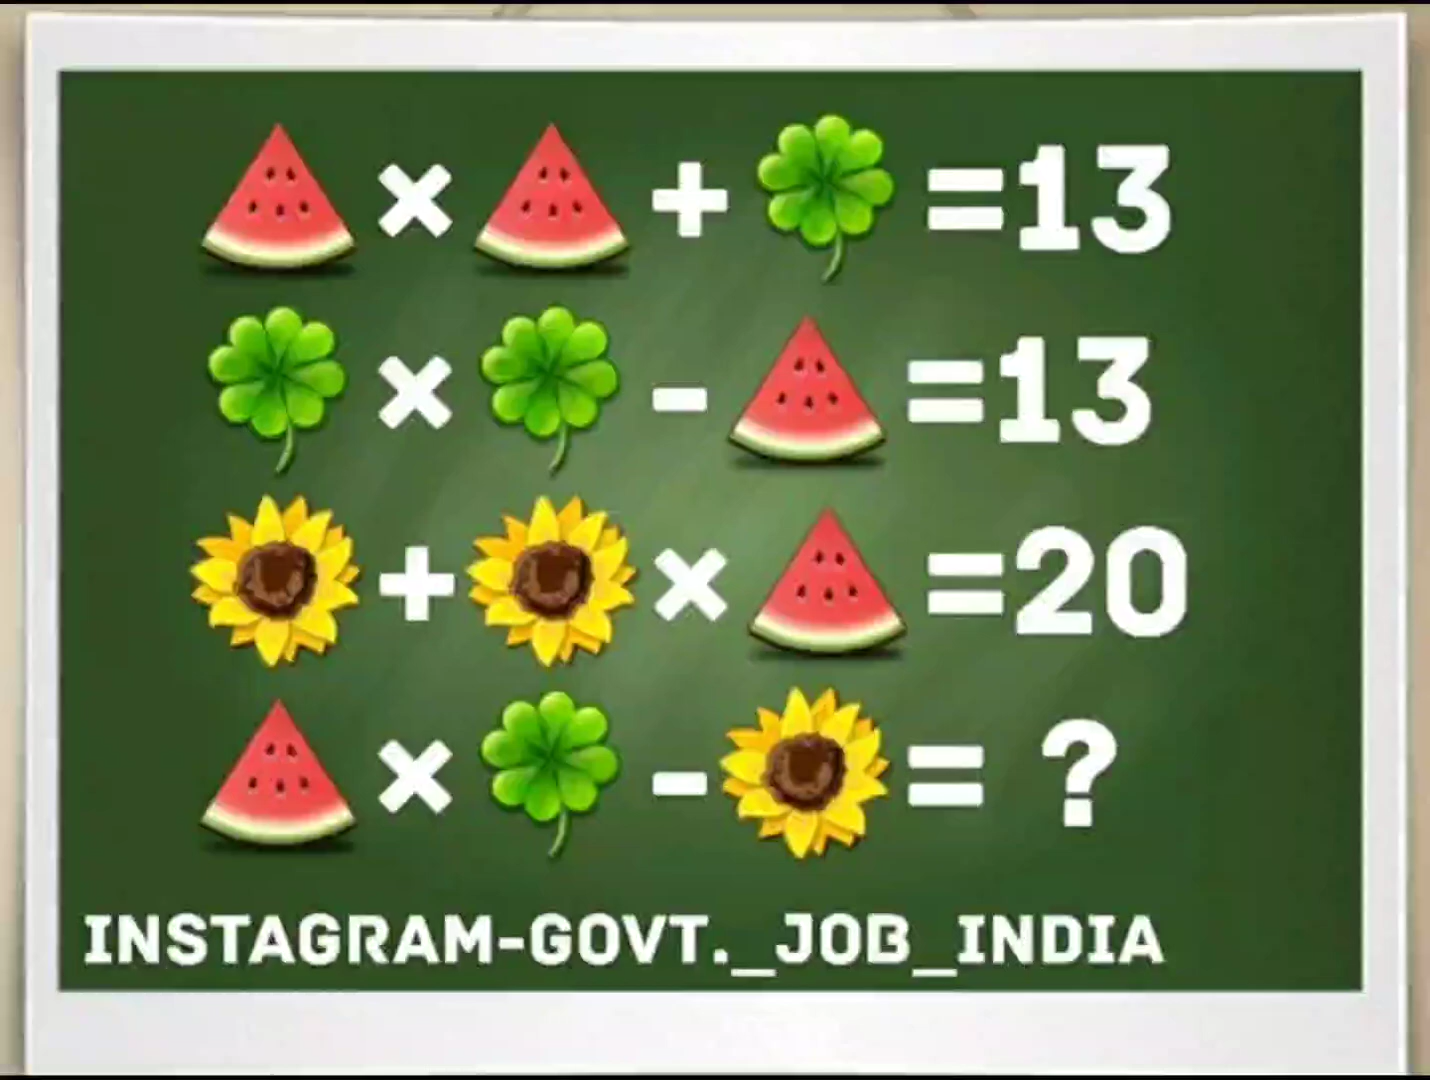 × + =13
× - =13
+ × =20
× - = ?
INSTAGRAM-GOVT._JOB_INDIA